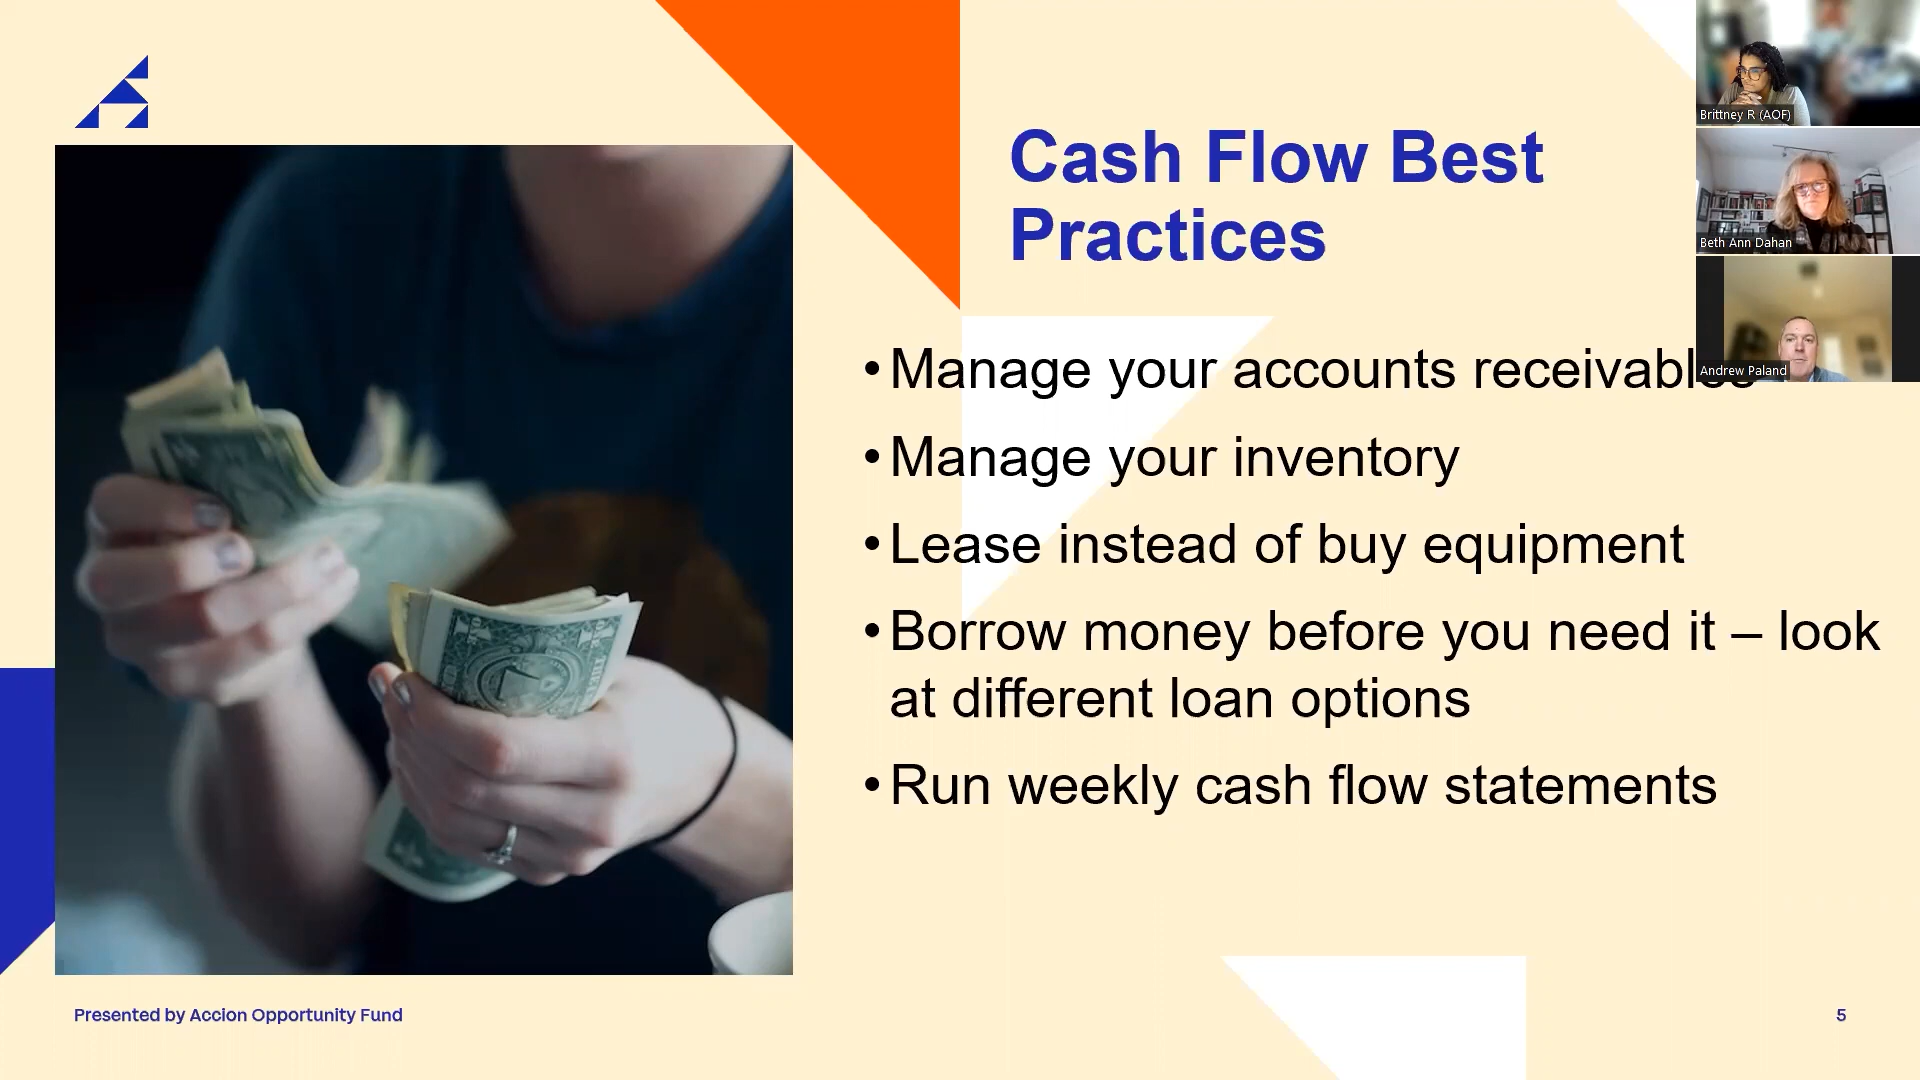 Cash Flow Best
Practices
• Manage your accounts receivables
• Manage your inventory
• Lease instead of buy equipment
• Borrow money before you need it – look
at different loan options
• Run weekly cash flow statements
Brittney R (AOF)
Beth Ann Dahan
Andrew Paland
Presented by Accion Opportunity Fund
5